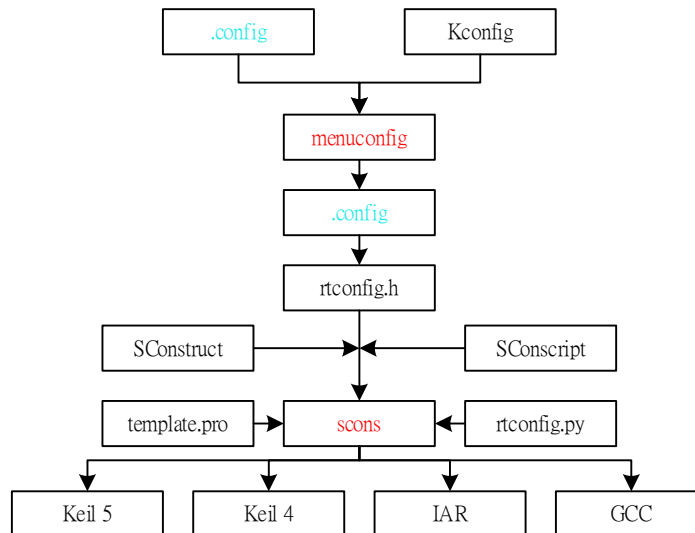 .config
Kconfig
menuconfig
.config
rtconfig.h
SConstruct
SConscript
template.pro
scons
rtconfig.py
Keil 5
Keil 4
IAR
GCC